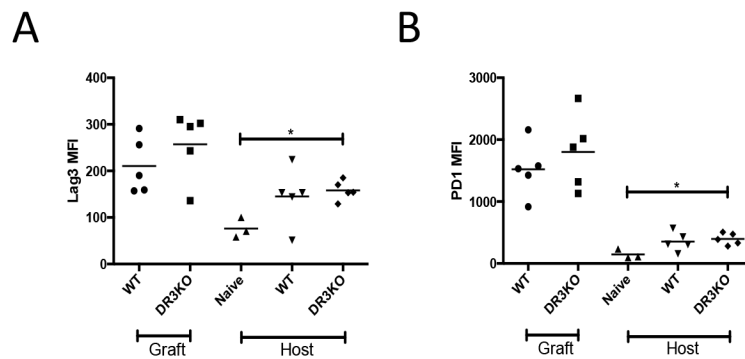 A
Lag3 MFI
400
300
200
100
0
*
WT
DR3KO
Naive
WT
DR3KO
Graft
Host
B
PD1 MFI
3000
2000
1000
0
*
WT
DR3KO
Naive
WT
DR3KO
Graft
Host